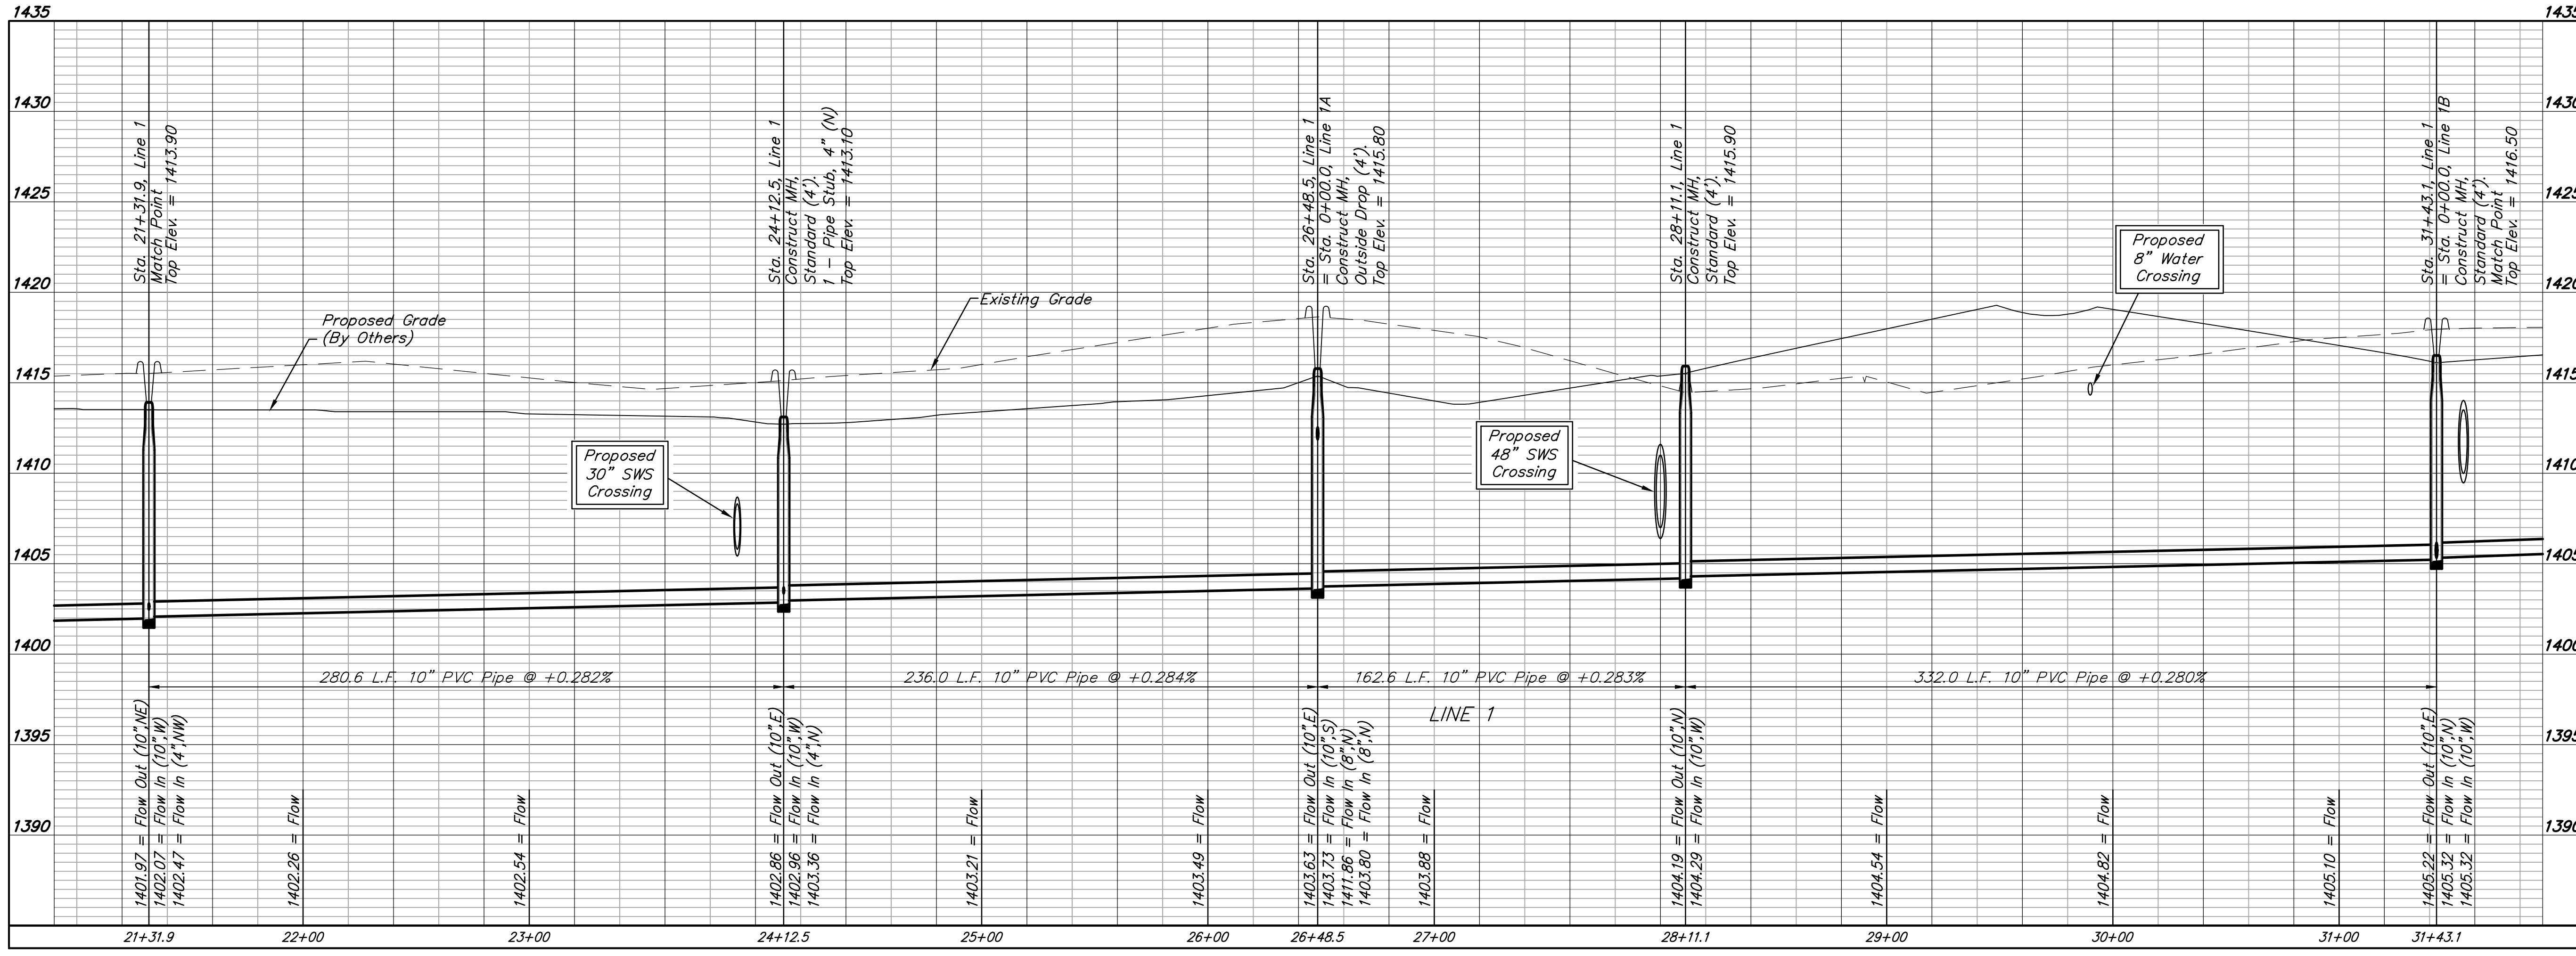 1435
1430
1425
1420
1415
1410
1405
1400
1395
1390
1435
1430
1425
1420
1415
1410
1405
1400
1395
1390
Sta. 21+31.9, Line 1
Match Point
Top Elev. = 1413.90
Sta. 24+12.5, Line 1
Construct MH,
Standard (4').
1 - Pipe Stub, 4" (N)
Top Elev. = 1413.10
Sta. 26+48.5, Line 1
= Sta. 0+00.0, Line 1A
Construct MH,
Outside Drop (4').
Top Elev. = 1415.80
Sta. 28+11.1, Line 1
Construct MH,
Standard (4').
Top Elev. = 1415.90
Sta. 31+43.1, Line 1
= Sta. 0+00.0, Line 1B
Construct MH,
Standard (4').
Match Point
Top Elev. = 1416.50
Proposed Grade
(By Others)
Existing Grade
Proposed
8" Water
Crossing
Proposed
30" SWS
Crossing
Proposed
48" SWS
Crossing
280.6 L.F. 10" PVC Pipe @ +0.282%
236.0 L.F. 10" PVC Pipe @ +0.284%
162.6 L.F. 10" PVC Pipe @ +0.283%
332.0 L.F. 10" PVC Pipe @ +0.280%
LINE 1
1401.97 = Flow Out (10",NE)
1402.07 = Flow In (10",W)
1402.47 = Flow In (4",NW)
1402.26 = Flow
1402.54 = Flow
1402.86 = Flow Out (10",E)
1402.96 = Flow In (10",W)
1403.36 = Flow In (4",N)
1403.21 = Flow
1403.49 = Flow
1403.63 = Flow Out (10",E)
1403.73 = Flow In (10",S)
1411.86 = Flow In (8",N)
1403.80 = Flow In (8",N)
1403.88 = Flow
1404.19 = Flow Out (10",N)
1404.29 = Flow In (10",W)
1404.54 = Flow
1404.82 = Flow
1405.10 = Flow
1405.22 = Flow Out (10",E)
1405.32 = Flow In (10",N)
1405.32 = Flow In (10",W)
21+31.9
22+00
23+00
24+12.5
25+00
26+00
26+48.5
27+00
28+11.1
29+00
30+00
31+00
31+43.1